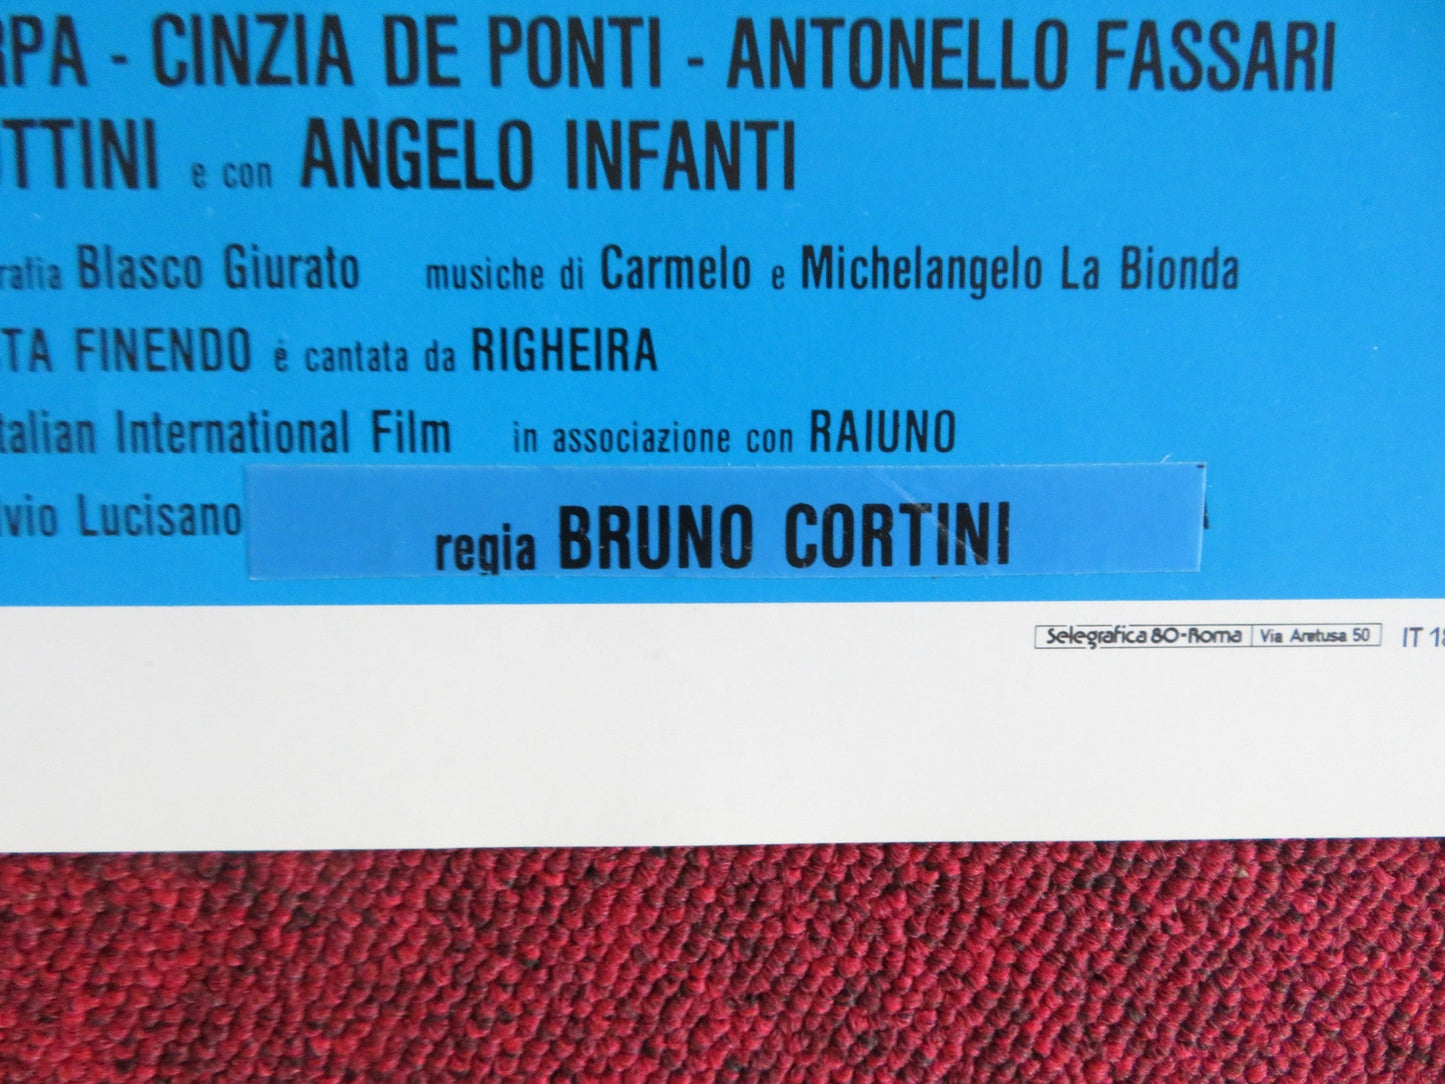 RPA - CINZIA DE PONTI - ANTONELLO FASSARI
TTINI e con ANGELO INFANTI
rafia Blasco Giurato musiche di Carmelo e Michelangelo La Bionda
TA FINENDO é cantata da RIGHEIRA
talian International Film in associazione con RAIUNO
vio Lucisano regia BRUNO CORTINI
Selegrafica 80-Roma Via Aretusa 50 IT 18